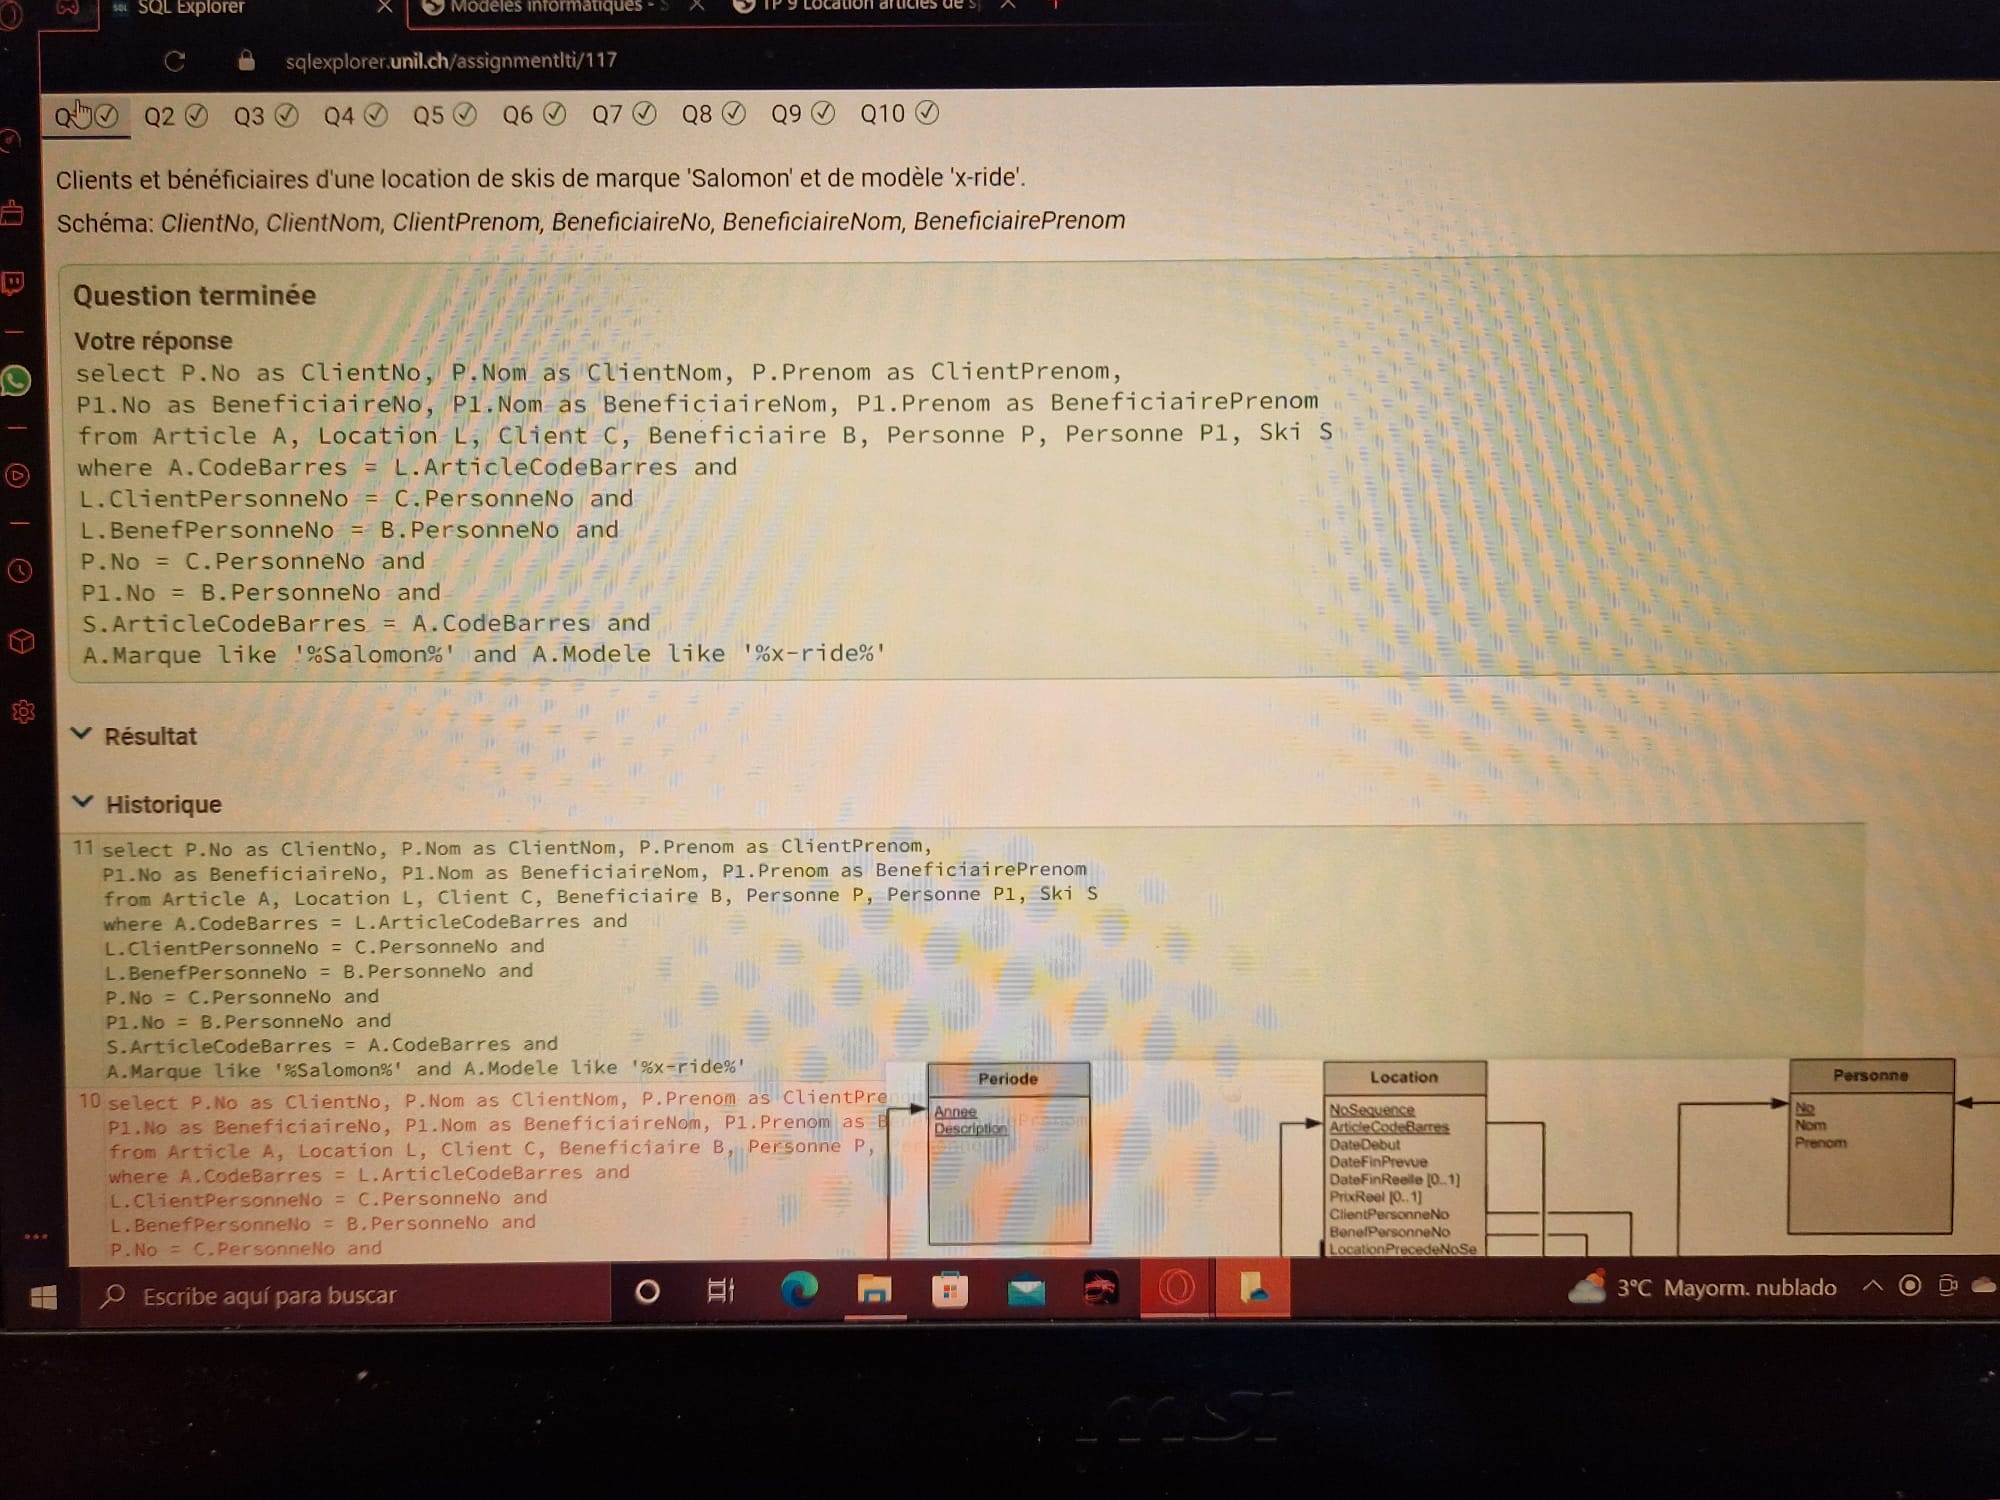 SQL Explorer
Modèles informatiques - S
TP 9 Location articles de s
sqlexplorer.unil.ch/assignmentlti/117
Q2 Q3 Q4 Q5 Q6 Q7 Q8 Q9 Q10
Clients et bénéficiaires d'une location de skis de marque 'Salomon' et de modèle 'x-ride'.
Schéma: ClientNo, ClientNom, ClientPrenom, BeneficiaireNo, BeneficiaireNom, BeneficiairePrenom
Question terminée
Votre réponse
select P.No as ClientNo, P.Nom as ClientNom, P.Prenom as ClientPrenom,
P1.No as BeneficiaireNo, P1.Nom as BeneficiaireNom, P1.Prenom as BeneficiairePrenom
from Article A, Location L, Client C, Beneficiaire B, Personne P, Personne P1, Ski S
where A.CodeBarres = L.ArticleCodeBarres and
L.ClientPersonneNo = C.PersonneNo and
L.BenefPersonneNo = B.PersonneNo and
P.No = C.PersonneNo and
P1.No = B.PersonneNo and
S.ArticleCodeBarres = A.CodeBarres and
A.Marque like '%Salomon%' and A.Modele like '%x-ride%'
Résultat
Historique
11 select P.No as ClientNo, P.Nom as ClientNom, P.Prenom as ClientPrenom,
P1.No as BeneficiaireNo, P1.Nom as BeneficiaireNom, P1.Prenom as BeneficiairePrenom
from Article A, Location L, Client C, Beneficiaire B, Personne P, Personne P1, Ski S
where A.CodeBarres = L.ArticleCodeBarres and
L.ClientPersonneNo = C.PersonneNo and
L.BenefPersonneNo = B.PersonneNo and
P.No = C.PersonneNo and
P1.No = B.PersonneNo and
S.ArticleCodeBarres = A.CodeBarres and
A.Marque like '%Salomon%' and A.Modele like '%x-ride%'
10 select P.No as ClientNo, P.Nom as ClientNom, P.Prenom as ClientPre
P1.No as BeneficiaireNo, P1.Nom as BeneficiaireNom, P1.Prenom as B
from Article A, Location L, Client C, Beneficiaire B, Personne P,
where A.CodeBarres = L.ArticleCodeBarres and
L.ClientPersonneNo = C.PersonneNo and
L.BenefPersonneNo = B.PersonneNo and
P.No = C.PersonneNo and
Periode
Annee
Description
Location
NoSequence
ArticleCodeBarres
DateDebut
DateFinPrevue
DateFinReelle [0..1]
PrixReel [0..1]
ClientPersonneNo
BenefPersonneNo
LocationPrecedeNoSe
Personne
No
Nom
Prenom
Escribe aquí para buscar
3°C Mayorm. nublado
msi